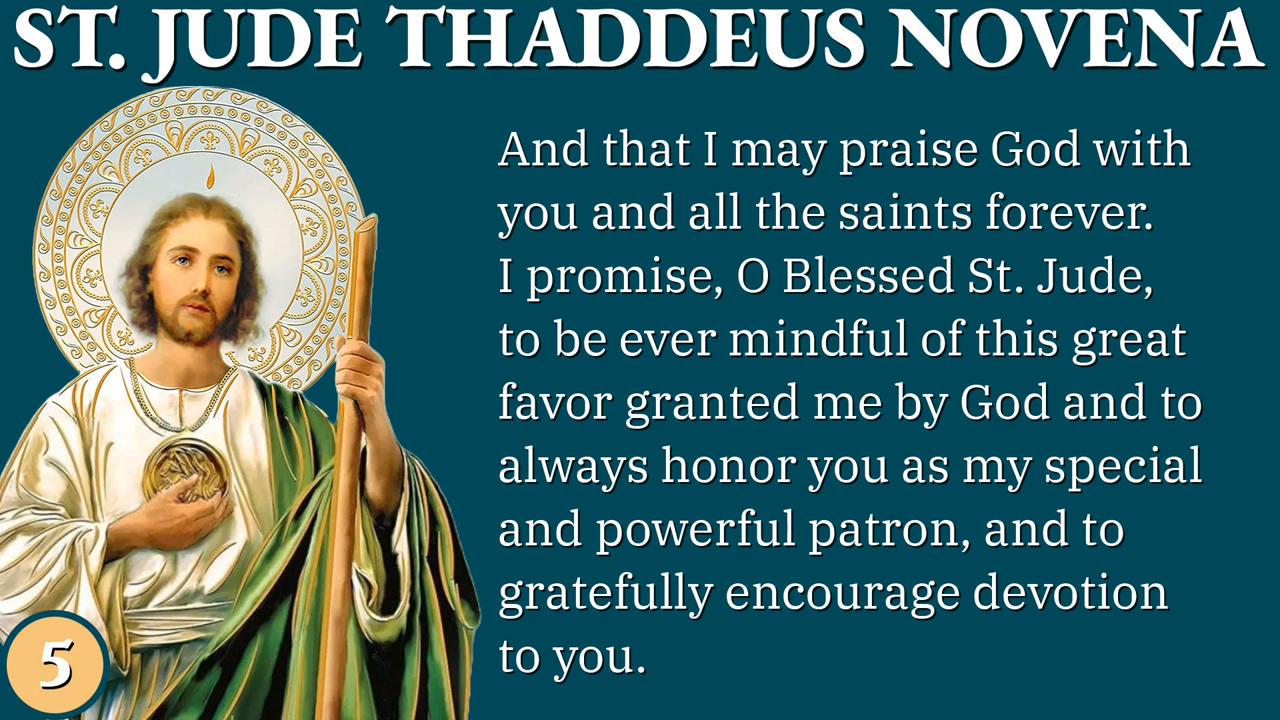 ST. JUDE THADDEUS NOVENA
And that I may praise God with
you and all the saints forever.
I promise, O Blessed St. Jude,
to be ever mindful of this great
favor granted me by God and to
always honor you as my special
and powerful patron, and to
gratefully encourage devotion
to you.
5